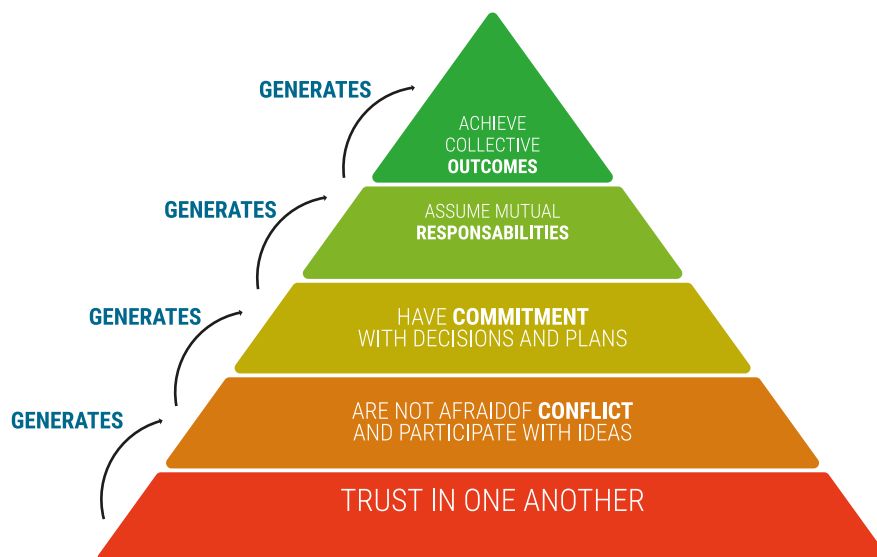 GENERATES
ACHIEVE
COLLECTIVE
OUTCOMES
GENERATES
ASSUME MUTUAL
RESPONSABILITIES
GENERATES
HAVE COMMITMENT
WITH DECISIONS AND PLANS
GENERATES
ARE NOT AFRAIDOF CONFLICT
AND PARTICIPATE WITH IDEAS
TRUST IN ONE ANOTHER